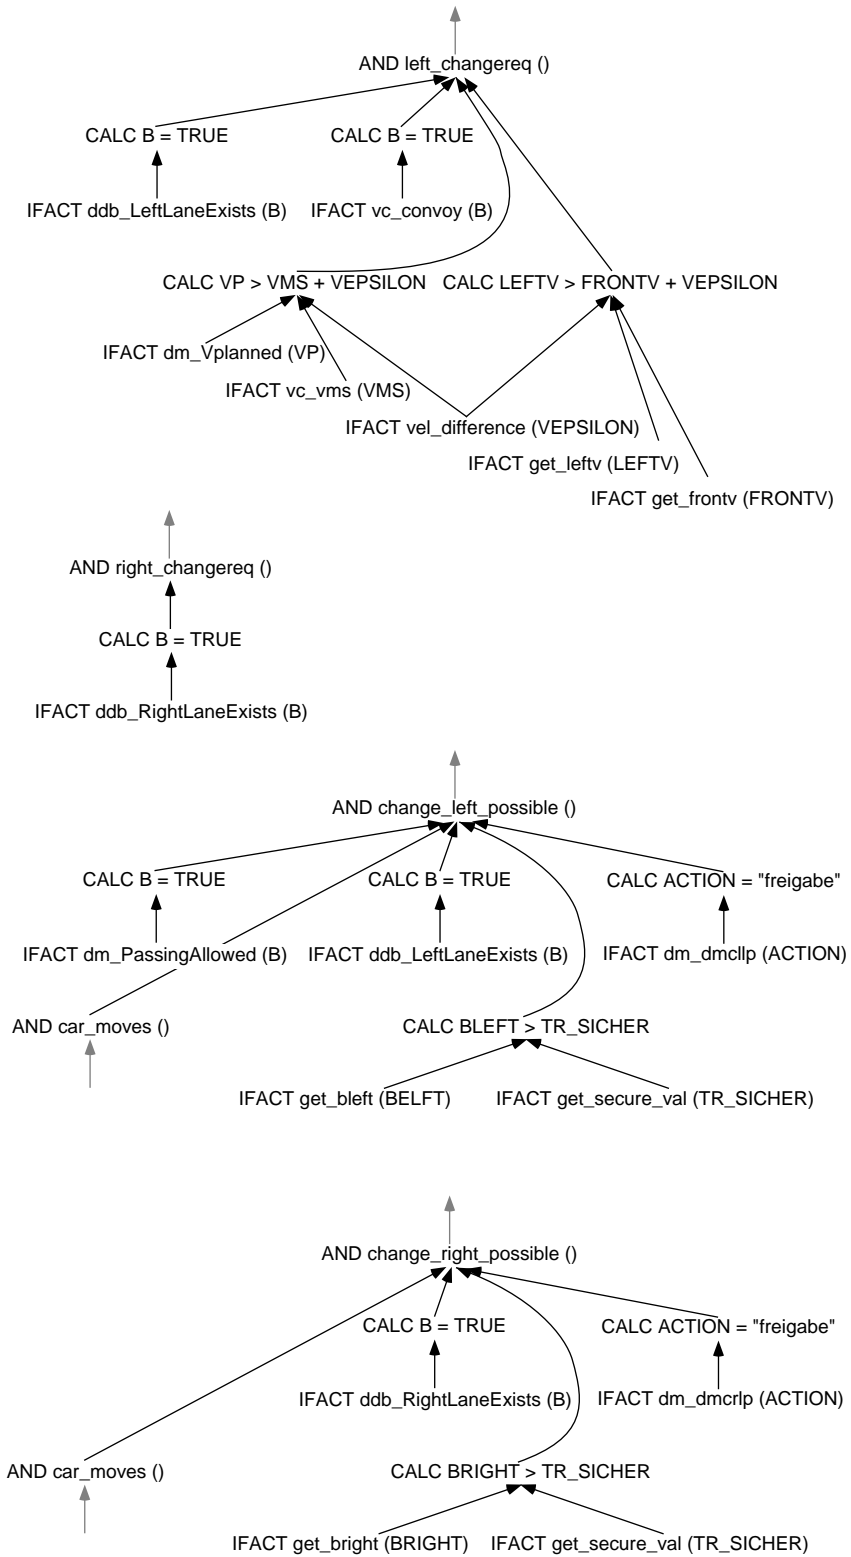 AND left_changereq ()
CALC B = TRUE CALC B = TRUE
IFACT ddb_LeftLaneExists (B) IFACT vc_convoy (B)
CALC VP > VMS + VEPSILON CALC LEFTV > FRONTV + VEPSILON
IFACT dm_Vplanned (VP)
IFACT vc_vms (VMS)
IFACT vel_difference (VEPSILON)
IFACT get_leftv (LEFTV)
IFACT get_frontv (FRONTV)
AND right_changereq ()
CALC B = TRUE
IFACT ddb_RightLaneExists (B)
AND change_left_possible ()
CALC B = TRUE CALC B = TRUE CALC ACTION = "freigabe"
IFACT dm_PassingAllowed (B) IFACT ddb_LeftLaneExists (B) IFACT dm_dmcllp (ACTION)
AND car_moves () CALC BLEFT > TR_SICHER
IFACT get_bleft (BELFT) IFACT get_secure_val (TR_SICHER)
AND change_right_possible ()
CALC B = TRUE CALC ACTION = "freigabe"
IFACT ddb_RightLaneExists (B) IFACT dm_dmcrlp (ACTION)
AND car_moves () CALC BRIGHT > TR_SICHER
IFACT get_bright (BRIGHT) IFACT get_secure_val (TR_SICHER)